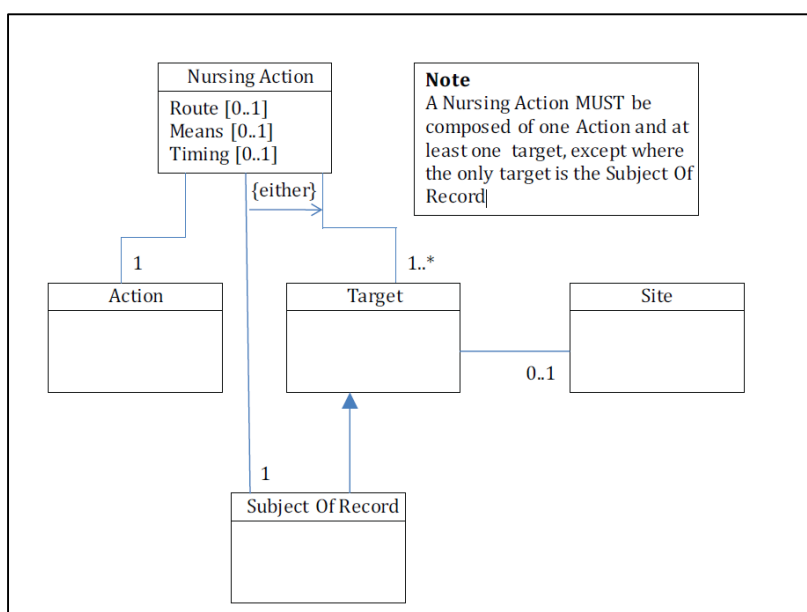 Nursing Action
Route [0..1]
Means [0..1]
Timing [0..1]
Note
A Nursing Action MUST be
composed of one Action and at
least one target, except where
the only target is the Subject Of
Record
{either}
1
1..*
Action
Target
Site
0..1
1
Subject Of Record